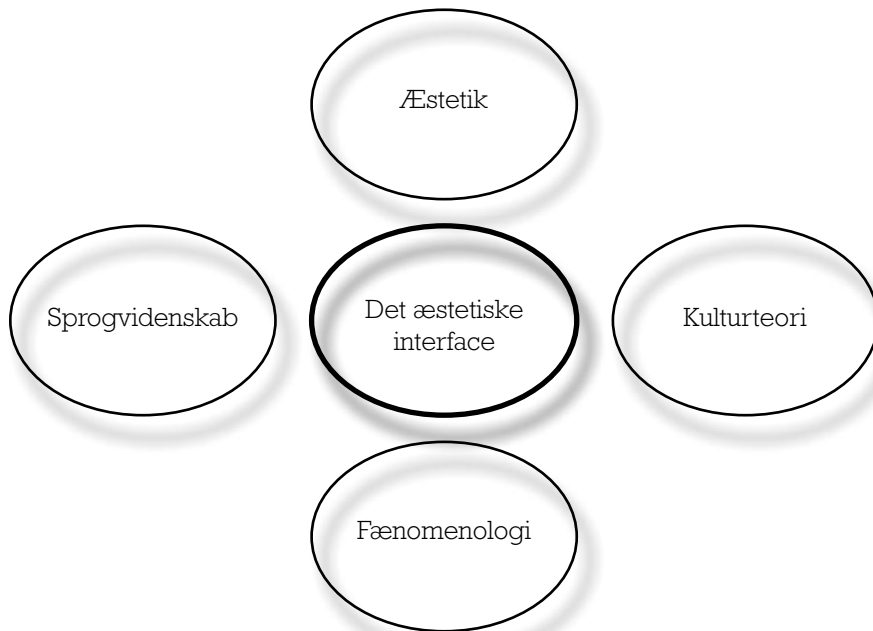 Æstetik
Sprogvidenskab
Det æstetiske
interface
Kulturteori
Fænomenologi